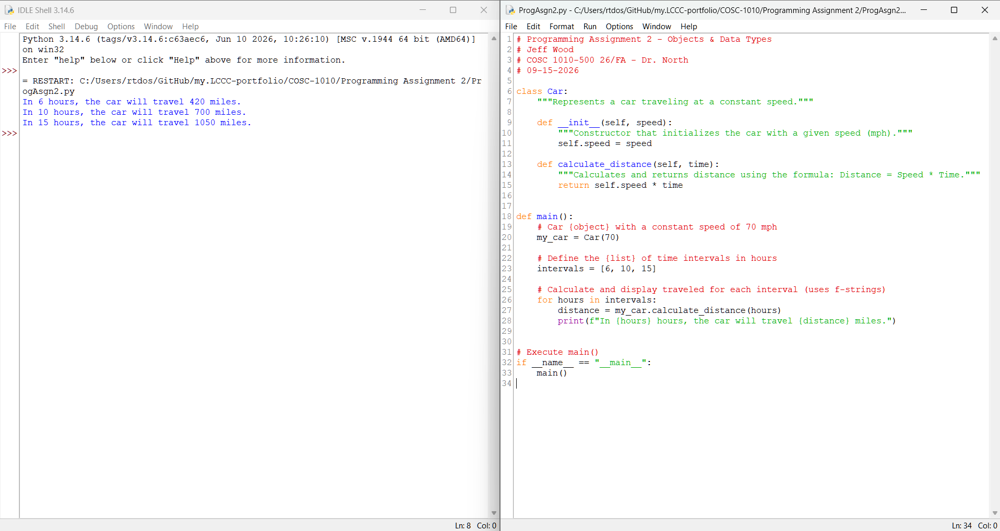 IDLE Shell 3.14.6
File Edit Shell Debug Options Window Help
Python 3.14.6 (tags/v3.14.6:c63aec6, Jun 10 2026, 10:26:10) [MSC v.1944 64 bit (AMD64)]
on win32
Enter "help" below or click "Help" above for more information.
>>>
= RESTART: C:/Users/rtdos/GitHub/my.LCCC-portfolio/COSC-1010/Programming Assignment 2/Pr
ogAsgn2.py
In 6 hours, the car will travel 420 miles.
In 10 hours, the car will travel 700 miles.
In 15 hours, the car will travel 1050 miles.
>>>
Ln: 8 Col: 0
ProgAsgn2.py - C:/Users/rtdos/GitHub/my.LCCC-portfolio/COSC-1010/Programming Assignment 2/ProgAsgn2...
File Edit Format Run Options Window Help
1 # Programming Assignment 2 - Objects & Data Types
2 # Jeff Wood
3 # COSC 1010-500 26/FA - Dr. North
4 # 09-15-2026
5
6 class Car:
7     """Represents a car traveling at a constant speed."""
8
9     def __init__(self, speed):
10         """Constructor that initializes the car with a given speed (mph)."""
11         self.speed = speed
12
13     def calculate_distance(self, time):
14         """Calculates and returns distance using the formula: Distance = Speed * Time."""
15         return self.speed * time
16
17
18 def main():
19     # Car {object} with a constant speed of 70 mph
20     my_car = Car(70)
21
22     # Define the {list} of time intervals in hours
23     intervals = [6, 10, 15]
24
25     # Calculate and display traveled for each interval (uses f-strings)
26     for hours in intervals:
27         distance = my_car.calculate_distance(hours)
28         print(f"In {hours} hours, the car will travel {distance} miles.")
29
30
31 # Execute main()
32 if __name__ == "__main__":
33     main()
34
Ln: 34 Col: 0